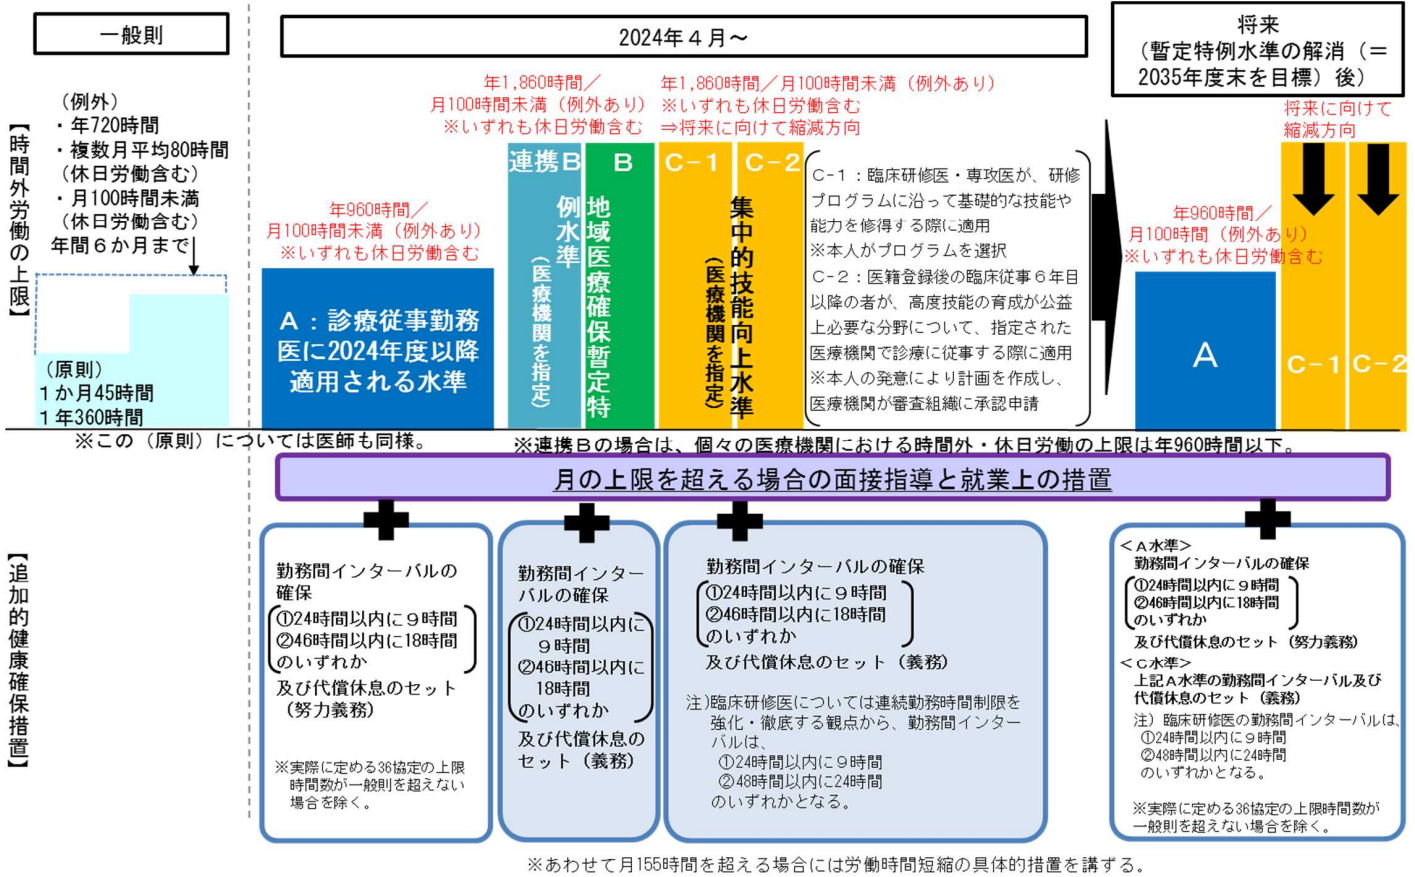 一般則
2024年４月～
将来
（暫定特例水準の解消（＝
2035年度末を目標）後）
【時間外労働の上限】
（例外）
・年720時間
・複数月平均80時間
（休日労働含む）
・月100時間未満
（休日労働含む）
年間６か月まで
（原則）
１か月45時間
１年360時間
※この（原則）については医師も同様。
年960時間／
月100時間未満（例外あり）
※いずれも休日労働含む
Ａ：診療従事勤務
医に2024年度以降
適用される水準
年1,860時間／
月100時間未満（例外あり）
※いずれも休日労働含む
連携Ｂ
Ｂ
地域医療確保暫定特
例水準
（医療機関を指定）
年1,860時間／月100時間未満（例外あり）
※いずれも休日労働含む
⇒将来に向けて縮減方向
Ｃ－１
Ｃ－２
集中的技能向上水準
（医療機関を指定）
Ｃ－１：臨床研修医・専攻医が、研修
プログラムに沿って基礎的な技能や
能力を修得する際に適用
※本人がプログラムを選択
Ｃ－２：医籍登録後の臨床従事６年目
以降の者が、高度技能の育成が公益
上必要な分野について、指定された
医療機関で診療に従事する際に適用
※本人の発意により計画を作成し、
医療機関が審査組織に承認申請
将来に向けて
縮減方向
年960時間／
月100時間（例外あり）
※いずれも休日労働含む
Ａ
Ｃ－１
Ｃ－２
※連携Ｂの場合は、個々の医療機関における時間外・休日労働の上限は年960時間以下。
月の上限を超える場合の面接指導と就業上の措置
【追加的健康確保措置】
勤務間インターバルの
確保
①24時間以内に９時間
②46時間以内に18時間
のいずれか
及び代償休息のセット
（努力義務）
※実際に定める36協定の上限
時間数が一般則を超えない
場合を除く。
勤務間インター
バルの確保
①24時間以内に
９時間
②46時間以内に
18時間
のいずれか
及び代償休息の
セット（義務）
勤務間インターバルの確保
①24時間以内に９時間
②46時間以内に18時間
のいずれか
及び代償休息のセット（義務）
注）臨床研修医については連続勤務時間制限を
強化・徹底する観点から、勤務間インター
バルは、
①24時間以内に９時間
②48時間以内に24時間
のいずれかとなる。
＜Ａ水準＞
勤務間インターバルの確保
①24時間以内に９時間
②46時間以内に18時間
のいずれか
及び代償休息のセット（努力義務）
＜Ｃ水準＞
上記Ａ水準の勤務間インターバル及び
代償休息のセット（義務）
注）臨床研修医の勤務間インターバルは、
①24時間以内に９時間
②48時間以内に24時間
のいずれかとなる。
※実際に定める36協定の上限時間数が
一般則を超えない場合を除く。
※あわせて月155時間を超える場合には労働時間短縮の具体的措置を講ずる。